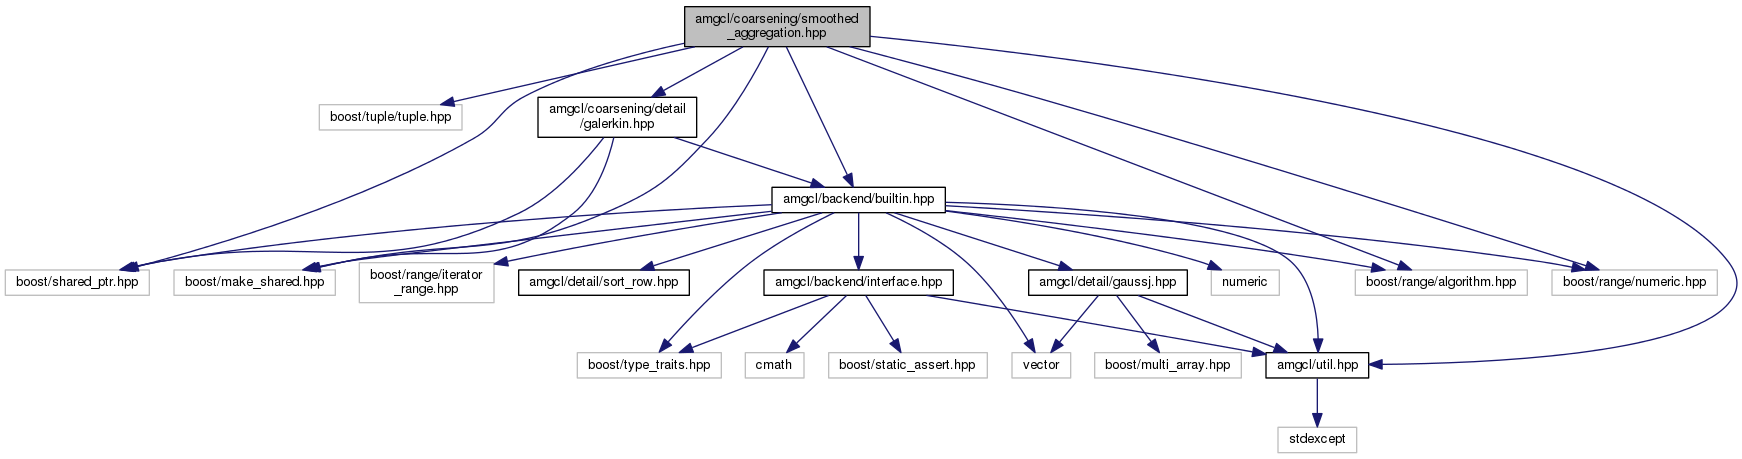 amgcl/coarsening/smoothed
_aggregation.hpp
boost/tuple/tuple.hpp
amgcl/coarsening/detail
/galerkin.hpp
amgcl/backend/builtin.hpp
boost/shared_ptr.hpp
boost/make_shared.hpp
boost/range/iterator
_range.hpp
amgcl/detail/sort_row.hpp
amgcl/backend/interface.hpp
amgcl/detail/gaussj.hpp
numeric
boost/range/algorithm.hpp
boost/range/numeric.hpp
boost/type_traits.hpp
cmath
boost/static_assert.hpp
vector
boost/multi_array.hpp
amgcl/util.hpp
stdexcept